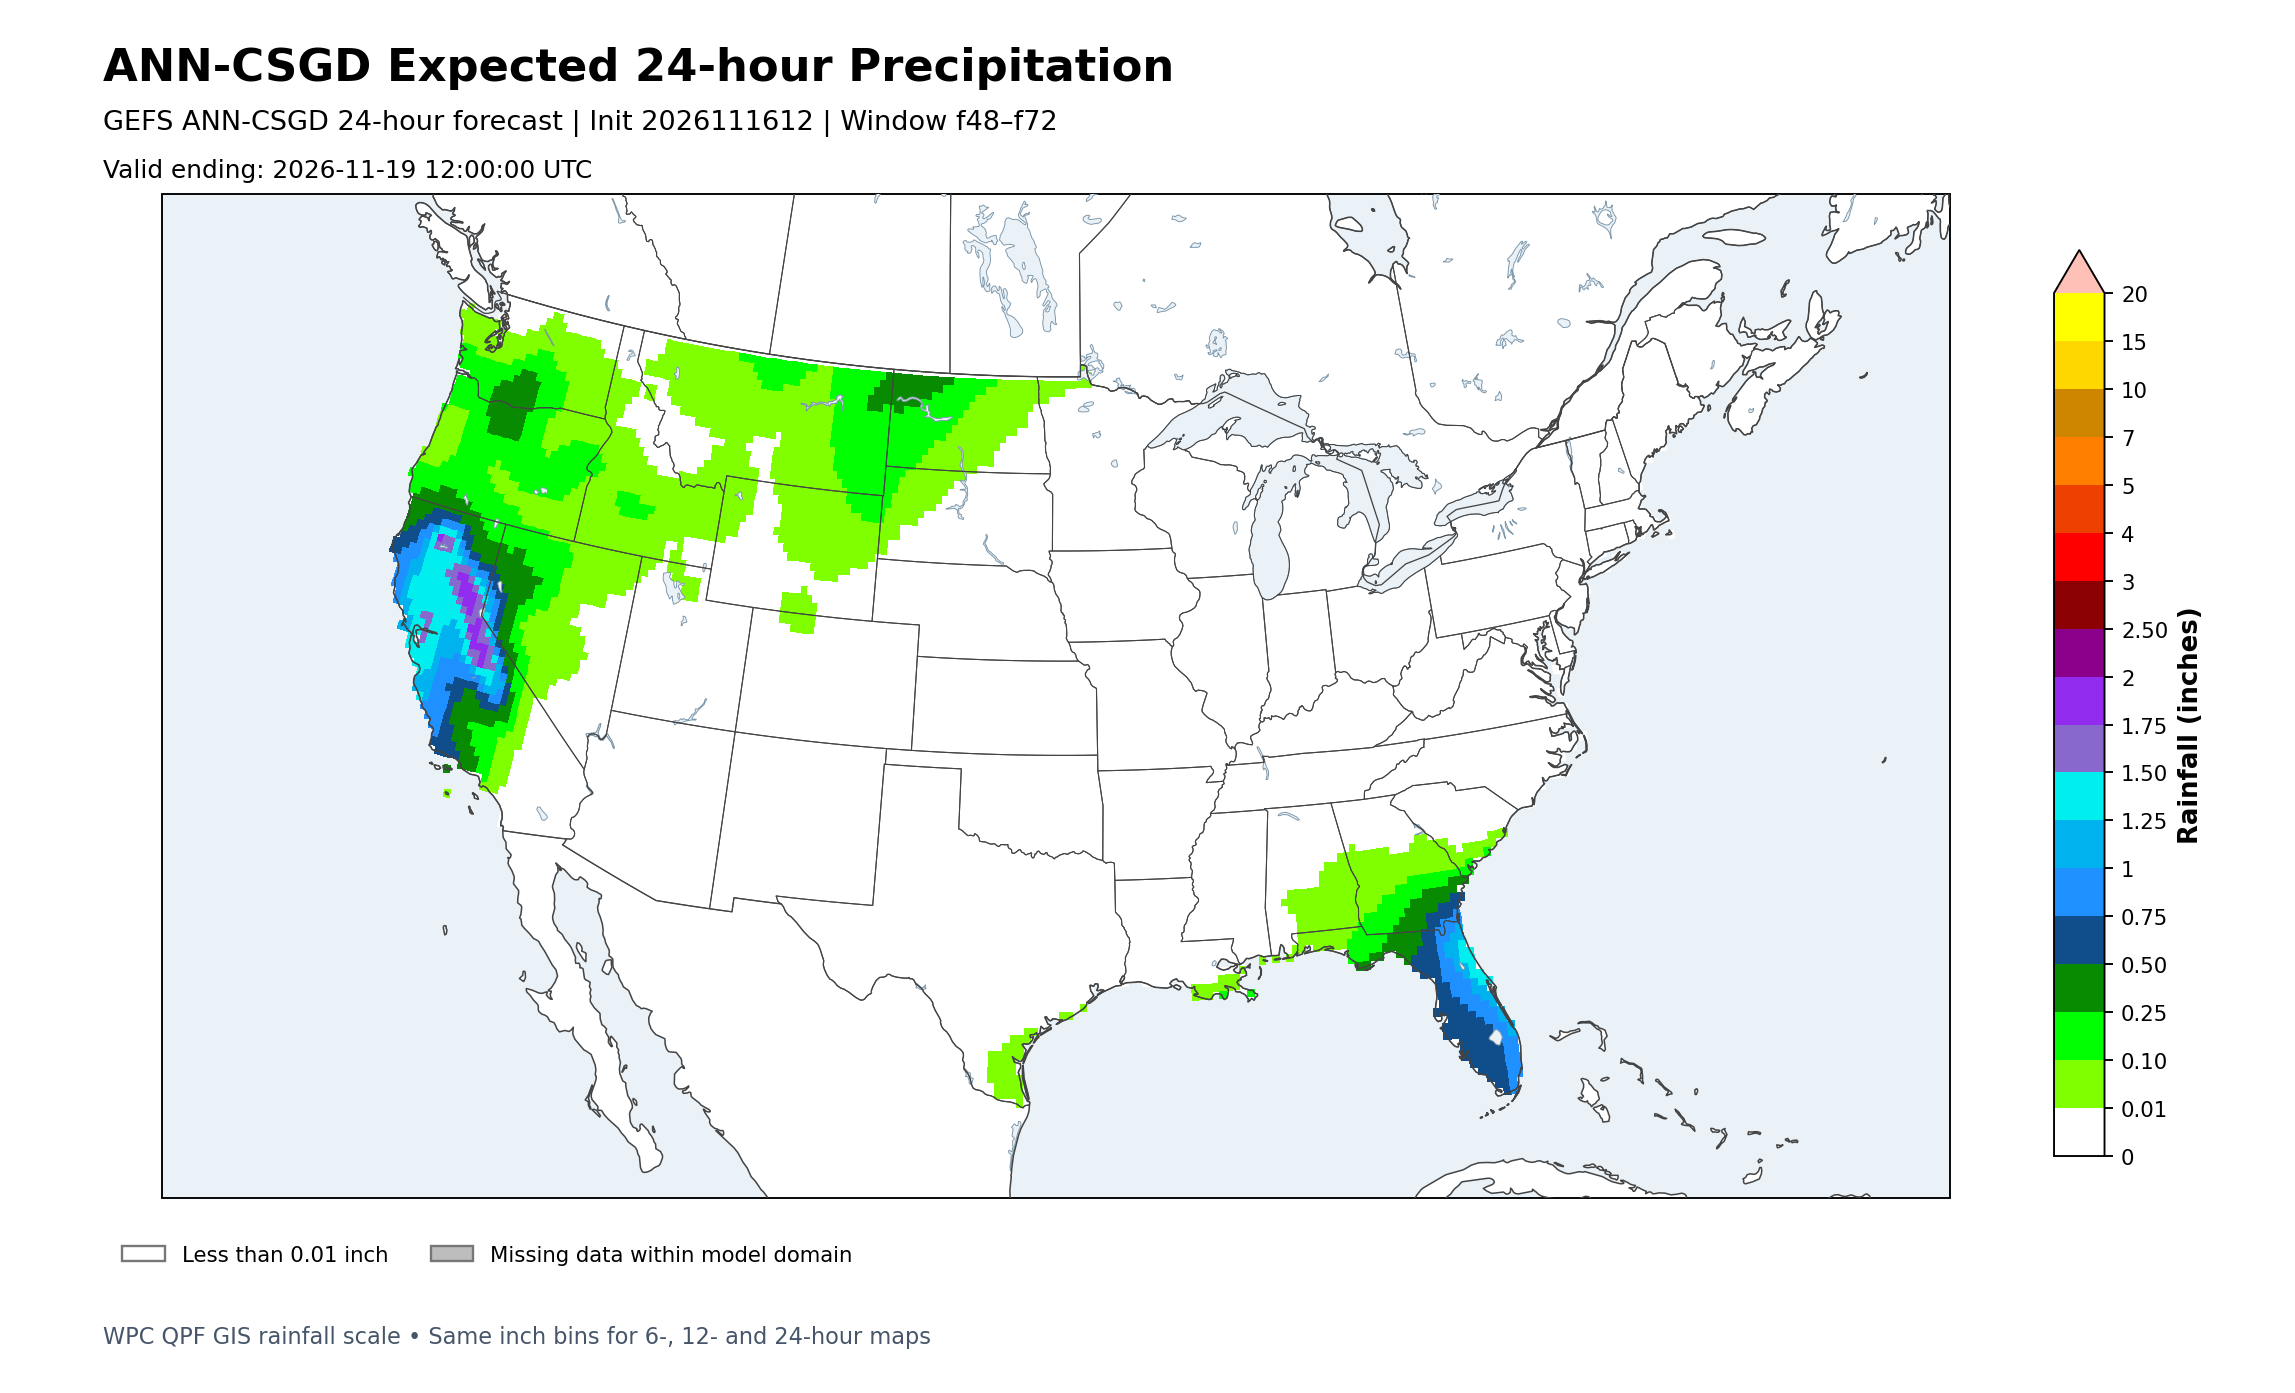 ANN-CSGD Expected 24-hour Precipitation
GEFS ANN-CSGD 24-hour forecast | Init 2026111612 | Window f48–f72
Valid ending: 2026-11-19 12:00:00 UTC
20
15
10
7
5
4
3
2.50
2
1.75
1.50
1.25
1
0.75
0.50
0.25
0.10
0.01
0
Rainfall (inches)
Less than 0.01 inch
Missing data within model domain
WPC QPF GIS rainfall scale • Same inch bins for 6-, 12- and 24-hour maps